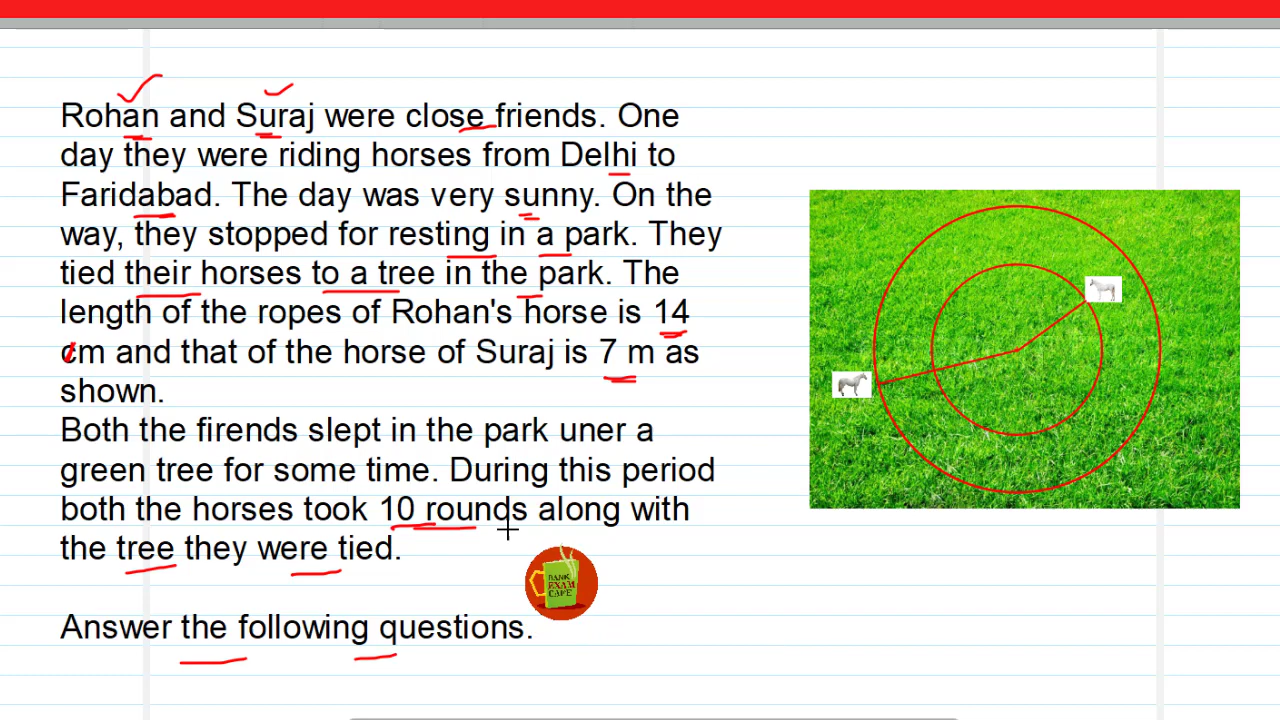 Rohan and Suraj were close friends. One
day they were riding horses from Delhi to
Faridabad. The day was very sunny. On the
way, they stopped for resting in a park. They
tied their horses to a tree in the park. The
length of the ropes of Rohan's horse is 14
cm and that of the horse of Suraj is 7 m as
shown.
Both the firends slept in the park uner a
green tree for some time. During this period
both the horses took 10 rounds along with
the tree they were tied.
BANK
EXAM
CAFE
Answer the following questions.